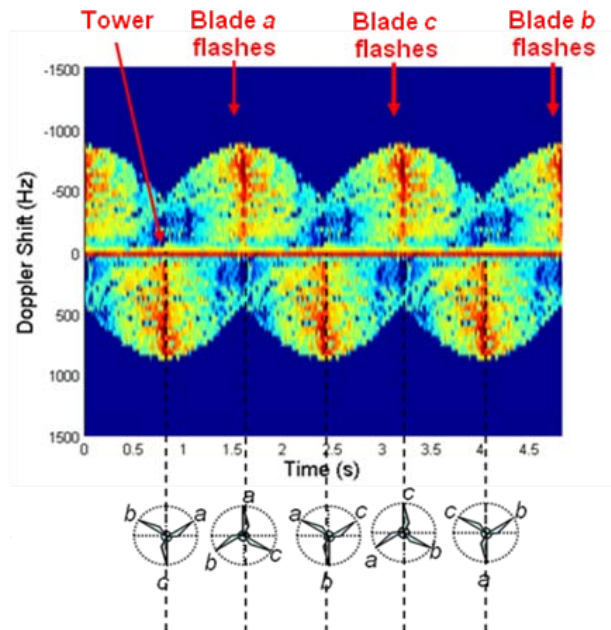 Tower
Blade a
flashes
Blade c
flashes
Blade b
flashes
-1500
-1000
-500
0
500
1000
1500
Doppler Shift (Hz)
0 0.5 1 1.5 2 2.5 3 3.5 4 4.5
Time (s)
b a c
a b c
a c b
c a b
c b a